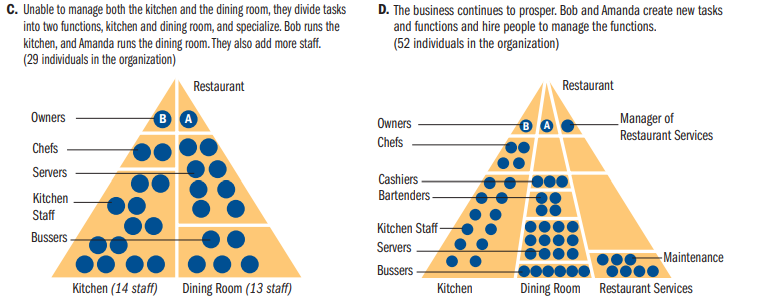 C. Unable to manage both the kitchen and the dining room, they divide tasks
into two functions, kitchen and dining room, and specialize. Bob runs the
kitchen, and Amanda runs the dining room. They also add more staff.
(29 individuals in the organization)
Restaurant
Owners
B
A
Chefs
Servers
Kitchen
Staff
Bussers
Kitchen (14 staff)
Dining Room (13 staff)
D. The business continues to prosper. Bob and Amanda create new tasks
and functions and hire people to manage the functions.
(52 individuals in the organization)
Restaurant
Owners
B
A
Manager of
Restaurant Services
Chefs
Cashiers
Bartenders
Kitchen Staff
Servers
Bussers
Maintenance
Kitchen
Dining Room
Restaurant Services